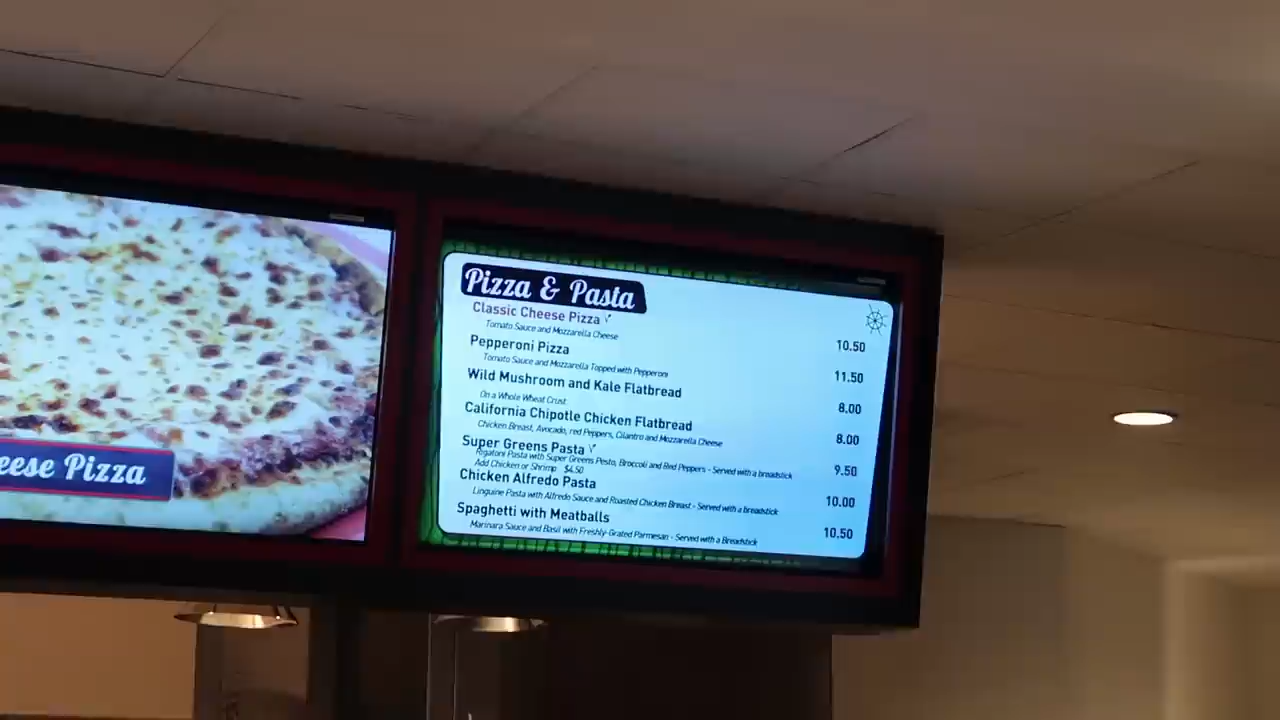 eese Pizza
Pizza & Pasta
Classic Cheese Pizza
10.50
Tomato Sauce and Mozzarella Cheese
Pepperoni Pizza
11.50
Tomato Sauce and Mozzarella Topped with Pepperoni
Wild Mushroom and Kale Flatbread
8.00
On a Whole Wheat Crust
California Chipotle Chicken Flatbread
8.00
Chicken Breast, Avocado, red Peppers, Cilantro and Mozzarella Cheese
Super Greens Pasta
9.50
Rigatoni Pasta with Super Greens Pesto, Broccoli and Red Peppers - Served with a breadstick
Add Chicken or Shrimp $4.50
Chicken Alfredo Pasta
10.00
Linguine Pasta with Alfredo Sauce and Roasted Chicken Breast - Served with a breadstick
Spaghetti with Meatballs
10.50
Marinara Sauce and Basil with Freshly-Grated Parmesan - Served with a Breadstick